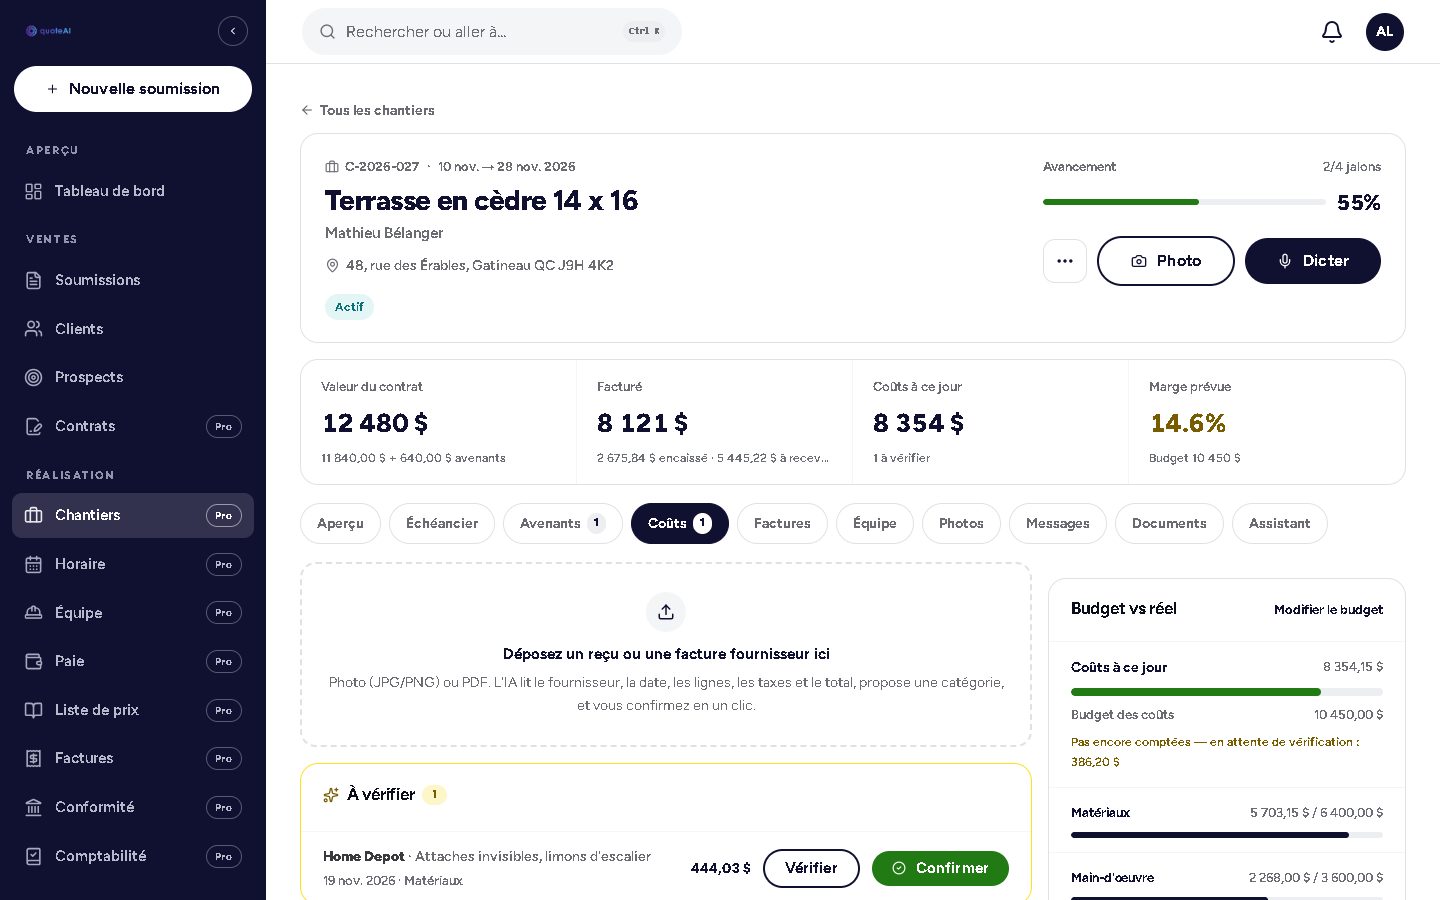 quoteAI
Nouvelle soumission
APERÇU
Tableau de bord
VENTES
Soumissions
Clients
Prospects
Contrats Pro
RÉALISATION
Chantiers Pro
Horaire Pro
Équipe Pro
Paie Pro
Liste de prix Pro
Factures Pro
Conformité Pro
Comptabilité Pro
Rechercher ou aller à... Ctrl K
AL
← Tous les chantiers
C-2026-027 · 10 nov. → 28 nov. 2026
Terrasse en cèdre 14 x 16
Mathieu Bélanger
48, rue des Érables, Gatineau QC J9H 4K2
Actif
Avancement 2/4 jalons
55%
Photo
Dicter
Valeur du contrat
12 480 $
11 840,00 $ + 640,00 $ avenants
Facturé
8 121 $
2 675,84 $ encaissé · 5 445,22 $ à recev...
Coûts à ce jour
8 354 $
1 à vérifier
Marge prévue
14.6%
Budget 10 450 $
Aperçu Échéancier Avenants 1 Coûts 1 Factures Équipe Photos Messages Documents Assistant
Déposez un reçu ou une facture fournisseur ici
Photo (JPG/PNG) ou PDF. L'IA lit le fournisseur, la date, les lignes, les taxes et le total, propose une catégorie,
et vous confirmez en un clic.
À vérifier 1
Home Depot · Attaches invisibles, limons d'escalier
19 nov. 2026 · Matériaux
444,03 $ Vérifier Confirmer
Budget vs réel Modifier le budget
Coûts à ce jour 8 354,15 $
Budget des coûts 10 450,00 $
Pas encore comptées — en attente de vérification :
386,20 $
Matériaux 5 703,15 $ / 6 400,00 $
Main-d'œuvre 2 268,00 $ / 3 600,00 $